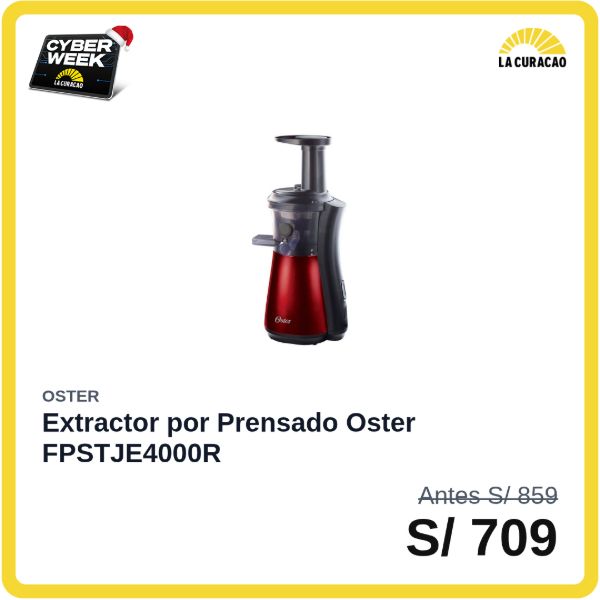 CYBER
WEEK
LA CURACAO
LA CURACAO
Oster
OSTER
Extractor por Prensado Oster
FPSTJE4000R
Antes S/ 859
S/ 709